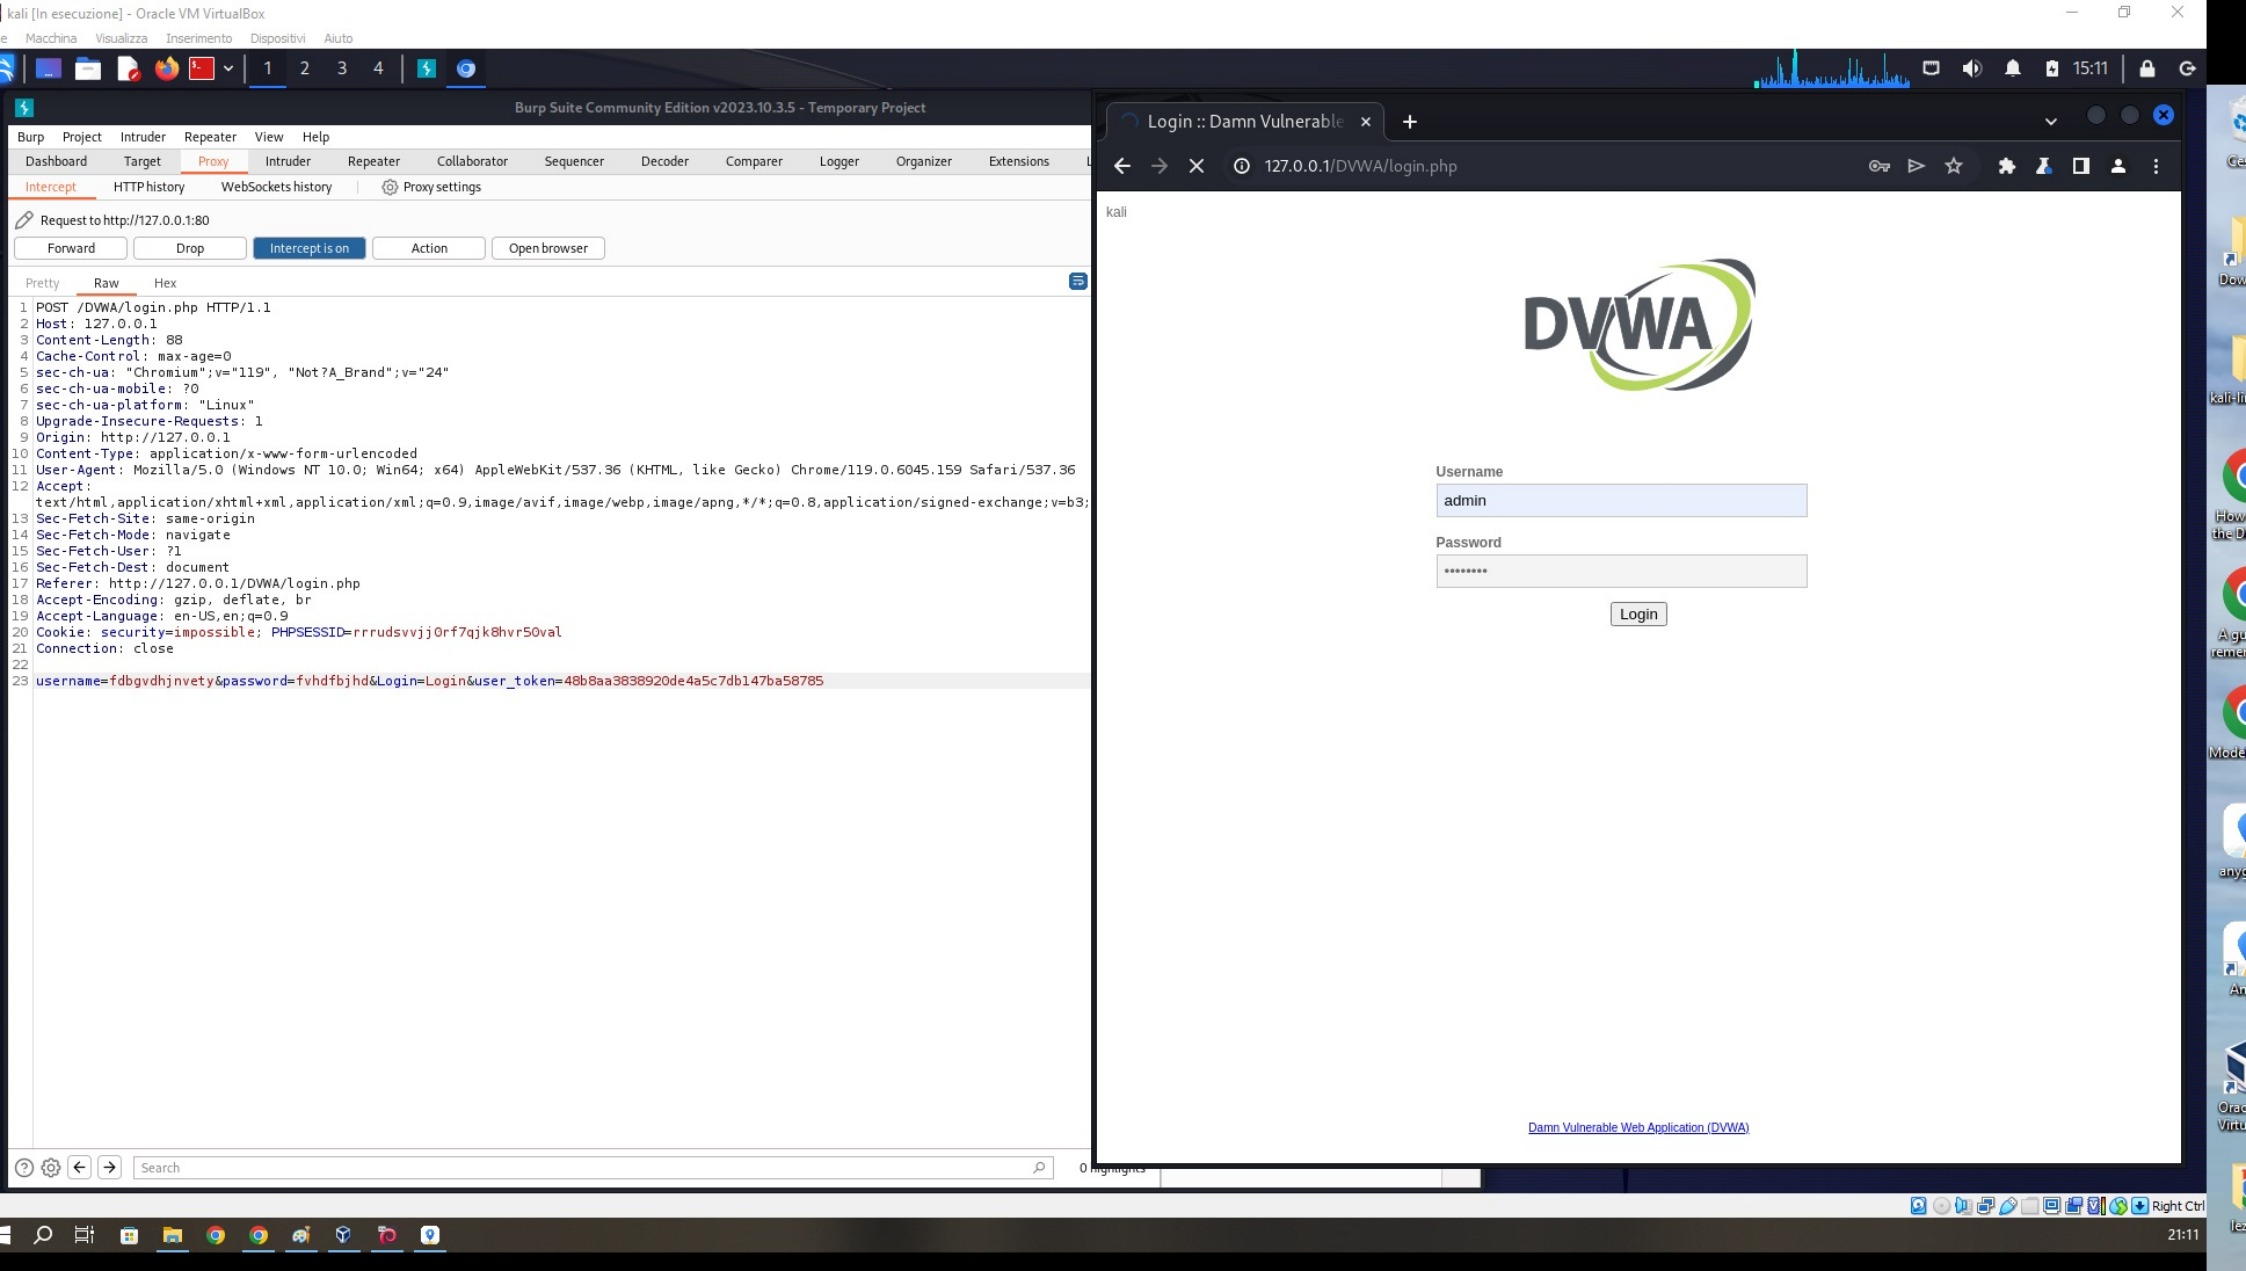 kali [In esecuzione] - Oracle VM VirtualBox
Macchina Visualizza Inserimento Dispositivi Aiuto
1 2 3 4 15:11
Burp Suite Community Edition v2023.10.3.5 - Temporary Project
Burp Project Intruder Repeater View Help
Dashboard Target Proxy Intruder Repeater Collaborator Sequencer Decoder Comparer Logger Organizer Extensions
Intercept HTTP history WebSockets history Proxy settings
Request to http://127.0.0.1:80
Forward Drop Intercept is on Action Open browser
Pretty Raw Hex
1 POST /DVWA/login.php HTTP/1.1
2 Host: 127.0.0.1
3 Content-Length: 88
4 Cache-Control: max-age=0
5 sec-ch-ua: "Chromium";v="119", "Not?A_Brand";v="24"
6 sec-ch-ua-mobile: ?0
7 sec-ch-ua-platform: "Linux"
8 Upgrade-Insecure-Requests: 1
9 Origin: http://127.0.0.1
10 Content-Type: application/x-www-form-urlencoded
11 User-Agent: Mozilla/5.0 (Windows NT 10.0; Win64; x64) AppleWebKit/537.36 (KHTML, like Gecko) Chrome/119.0.6045.159 Safari/537.36
12 Accept:
text/html,application/xhtml+xml,application/xml;q=0.9,image/avif,image/webp,image/apng,*/*;q=0.8,application/signed-exchange;v=b3;
13 Sec-Fetch-Site: same-origin
14 Sec-Fetch-Mode: navigate
15 Sec-Fetch-User: ?1
16 Sec-Fetch-Dest: document
17 Referer: http://127.0.0.1/DVWA/login.php
18 Accept-Encoding: gzip, deflate, br
19 Accept-Language: en-US,en;q=0.9
20 Cookie: security=impossible; PHPSESSID=rrrudsvvjj0rf7qjk8hvr50val
21 Connection: close
22
23 username=fdbgvdhjnvety&password=fvhdfbjhd&Login=Login&user_token=48b8aa3838920de4a5c7db147ba58785
Search
0 highlights
Login :: Damn Vulnerable
127.0.0.1/DVWA/login.php
kali
DVWA
Username
admin
Password
••••••••
Login
Damn Vulnerable Web Application (DVWA)
Right Ctrl
21:11
How
the D
A gu